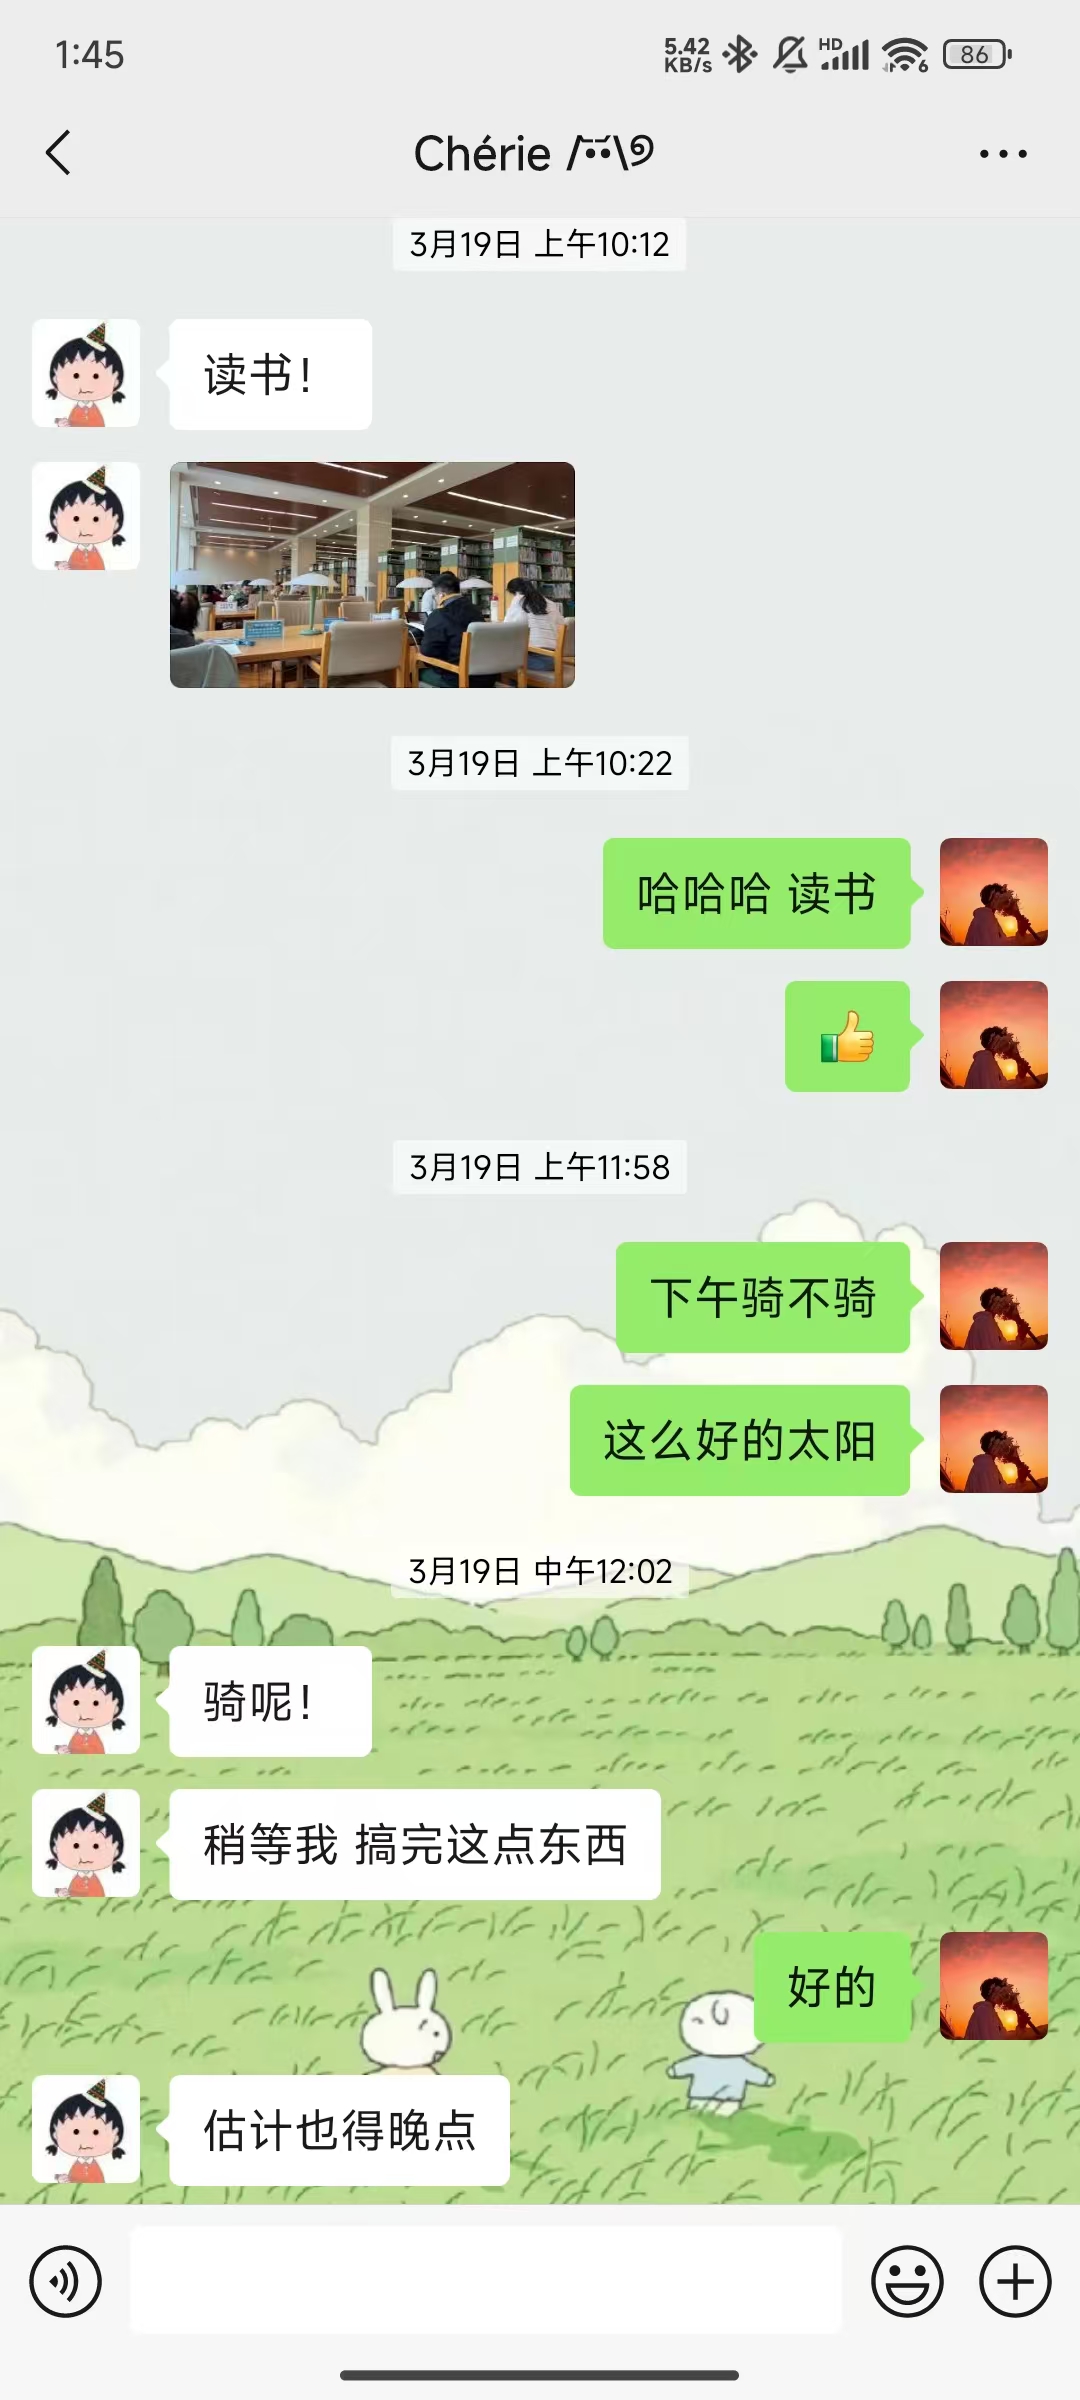 1:45
5.42
KB/s
HD
6
86
Chérie /ᐠ⩌⩌ᐟ\
3月19日 上午10:12
读书！
3月19日 上午10:22
哈哈哈 读书
👍
3月19日 上午11:58
下午骑不骑
这么好的太阳
3月19日 中午12:02
骑呢！
稍等我 搞完这点东西
好的
估计也得晚点